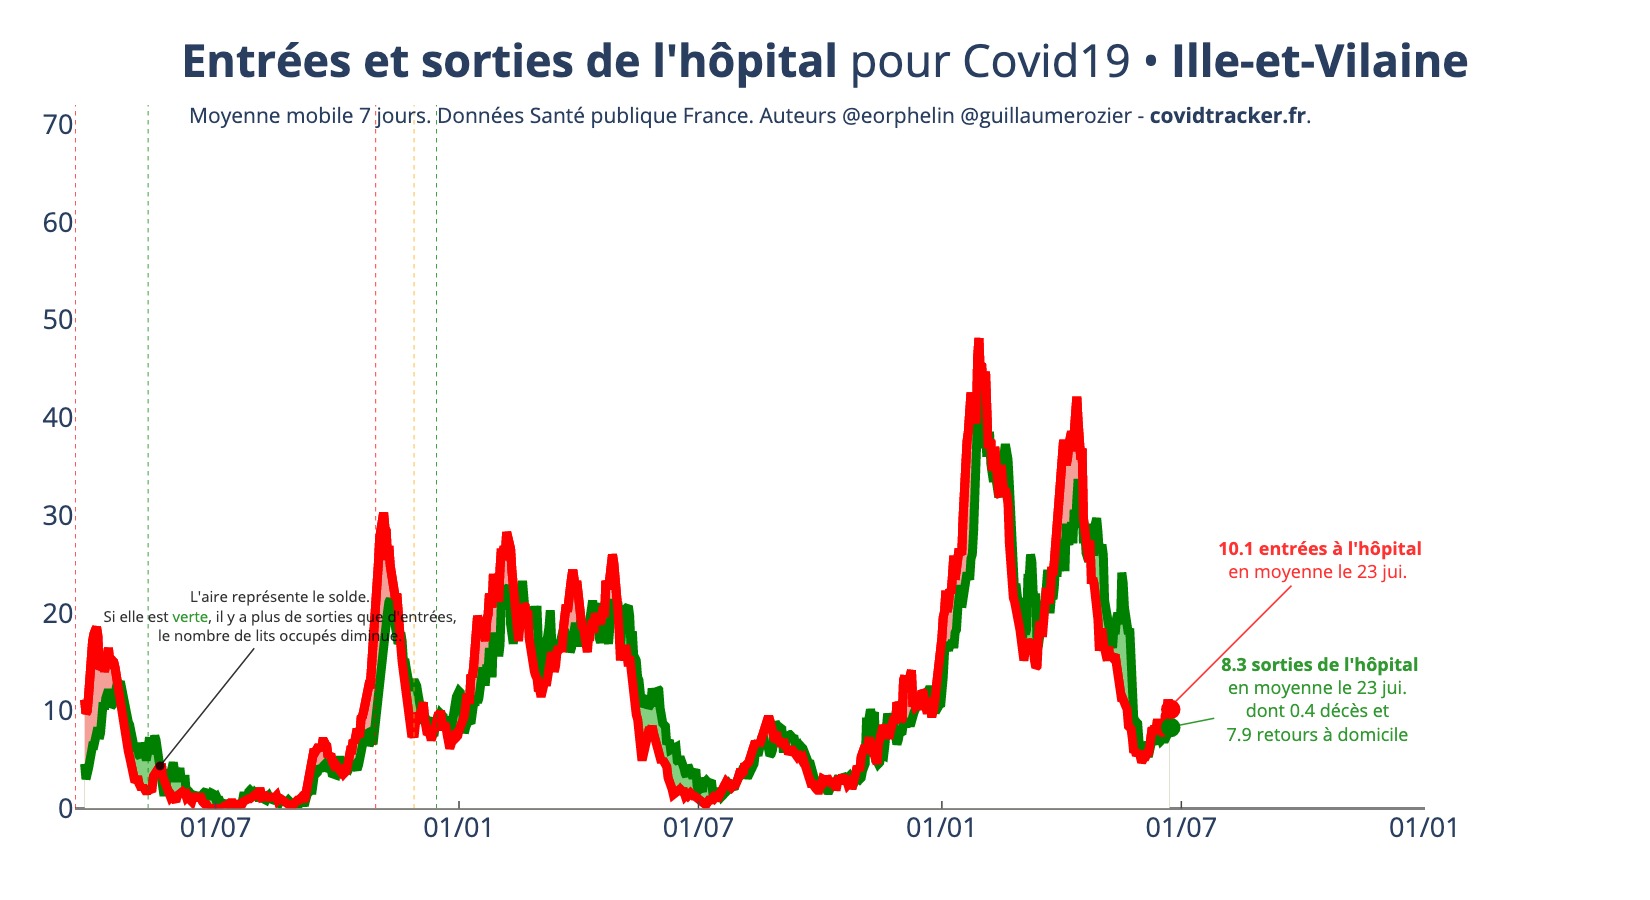 Entrées et sorties de l'hôpital pour Covid19 • Ille-et-Vilaine
Moyenne mobile 7 jours. Données Santé publique France. Auteurs @eorphelin @guillaumerozier - covidtracker.fr.
70
60
50
40
30
20
10
0
L'aire représente le solde.
Si elle est verte, il y a plus de sorties que d'entrées,
le nombre de lits occupés diminue.
10.1 entrées à l'hôpital
en moyenne le 23 jui.
8.3 sorties de l'hôpital
en moyenne le 23 jui.
dont 0.4 décès et
7.9 retours à domicile
01/07
01/01
01/07
01/01
01/07
01/01